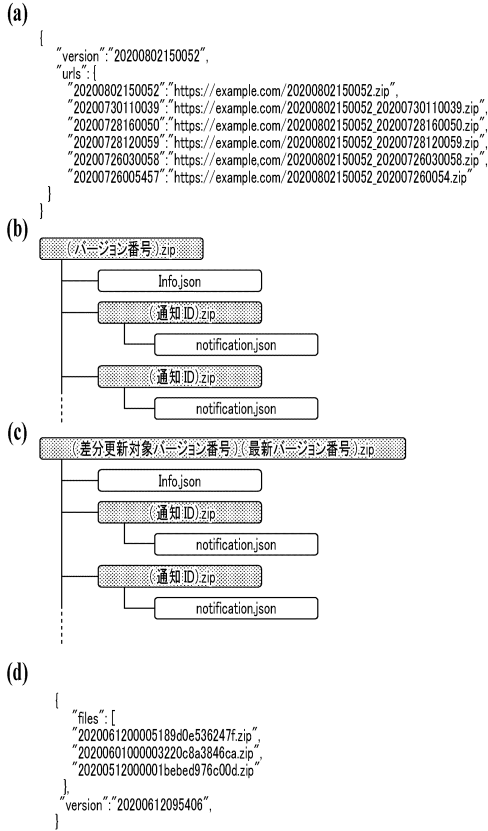 (a)
{
"version":"20200802150052",
"urls": {
"20200802150052":"https://example.com/20200802150052.zip",
"20200730110039":"https://example.com/20200802150052_20200730110039.zip",
"20200728160050":"https://example.com/20200802150052_20200728160050.zip",
"20200728120059":"https://example.com/20200802150052_20200728120059.zip",
"20200726030058":"https://example.com/20200802150052_20200726030058.zip",
"20200726005457":"https://example.com/20200802150052_202007260054.zip"
}
}
(b)
(バージョン番号).zip
Info.json
(通知ID).zip
notification.json
(通知ID).zip
notification.json
(c)
(差分更新対象バージョン番号)_(最新バージョン番号).zip
Info.json
(通知ID).zip
notification.json
(通知ID).zip
notification.json
(d)
{
"files": [
"2020061200005189d0e536247f.zip",
"20200601000003220c8a3846ca.zip",
"20200512000001bebed976c00d.zip"
},
"version":"20200612095406",
}